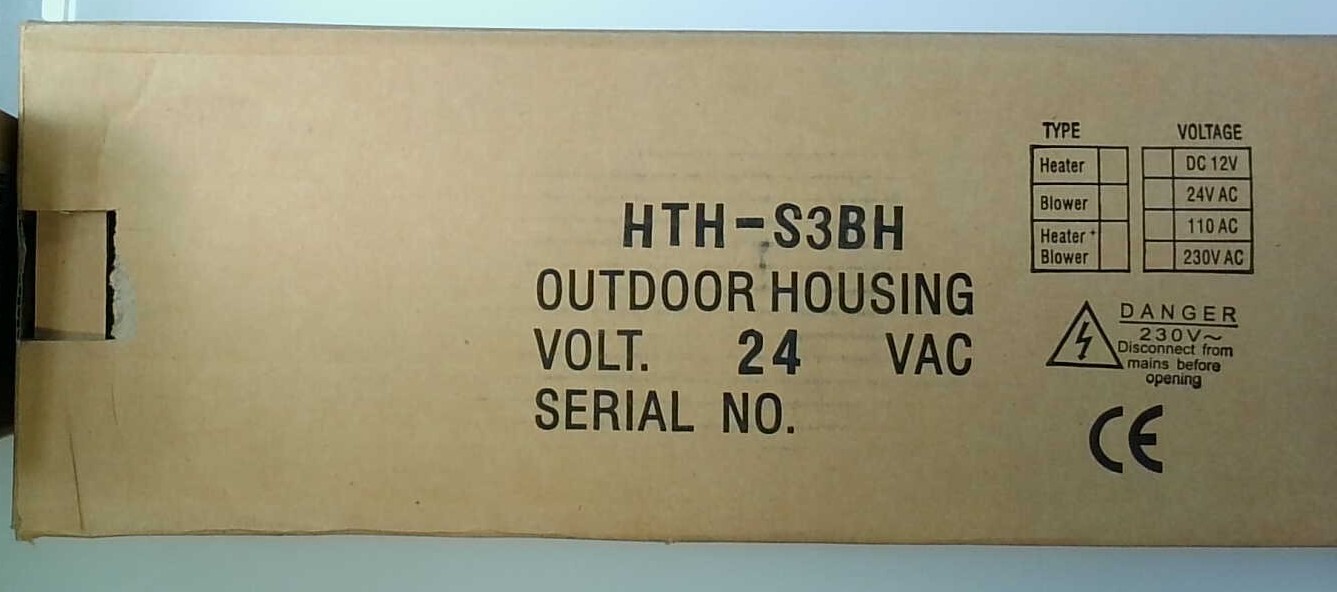 HTH-S3BH
OUTDOOR HOUSING
VOLT. 24 VAC
SERIAL NO.
TYPE VOLTAGE
Heater DC 12V
Blower 24V AC
Heater + 110 AC
Blower 230V AC
DANGER
230V~
Disconnect from
mains before
opening
CE